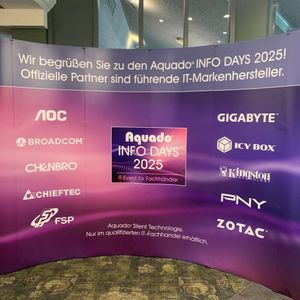 Wir begrüßen Sie zu den Aquado® INFO DAYS 2025!
Offizielle Partner sind führende IT-Markenhersteller.
AOC
BROADCOM®
CHENBRO
CHIEFTEC
FSP
Aquado®
INFO DAYS
2025
IT-Event für Fachhändler
GIGABYTE™
ICY BOX
Kingston
PNY
ZOTAC®
Aquado® Silent Technologie.
Nur im qualifizierten IT-Fachhandel erhältlich.